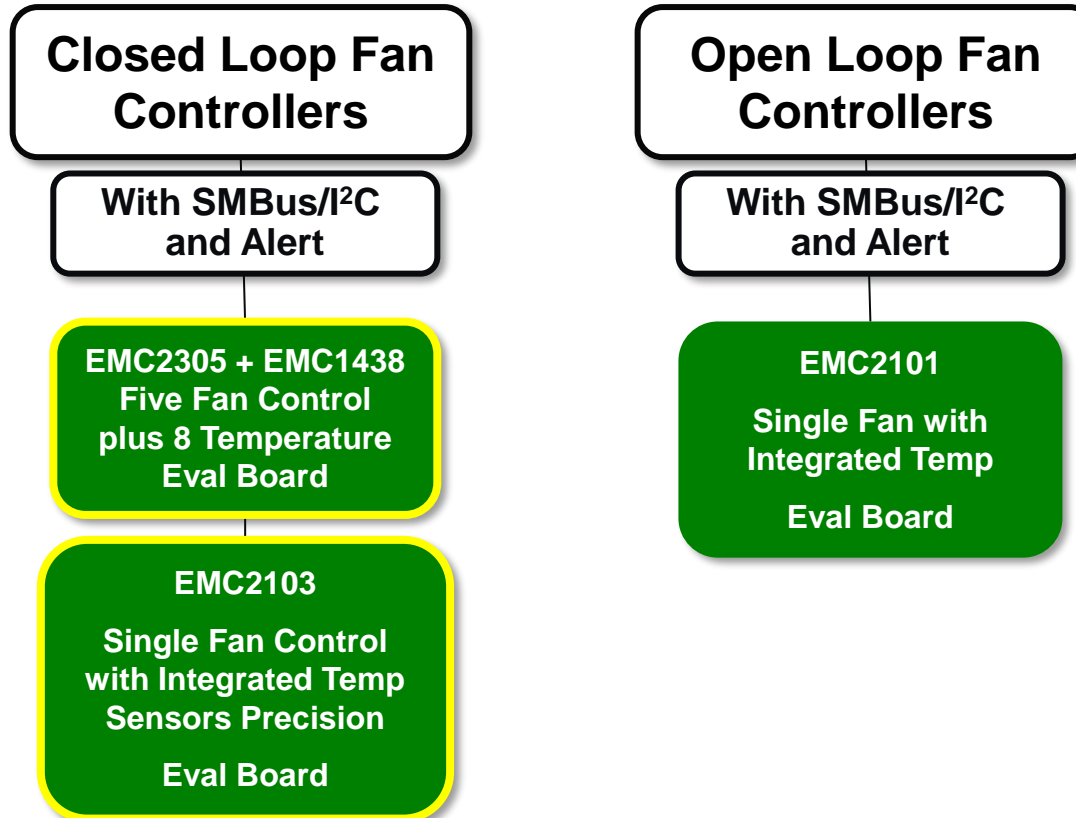 Closed Loop Fan
Controllers
With SMBus/I²C
and Alert
EMC2305 + EMC1438
Five Fan Control
plus 8 Temperature
Eval Board
EMC2103
Single Fan Control
with Integrated Temp
Sensors Precision
Eval Board
Open Loop Fan
Controllers
With SMBus/I²C
and Alert
EMC2101
Single Fan with
Integrated Temp
Eval Board